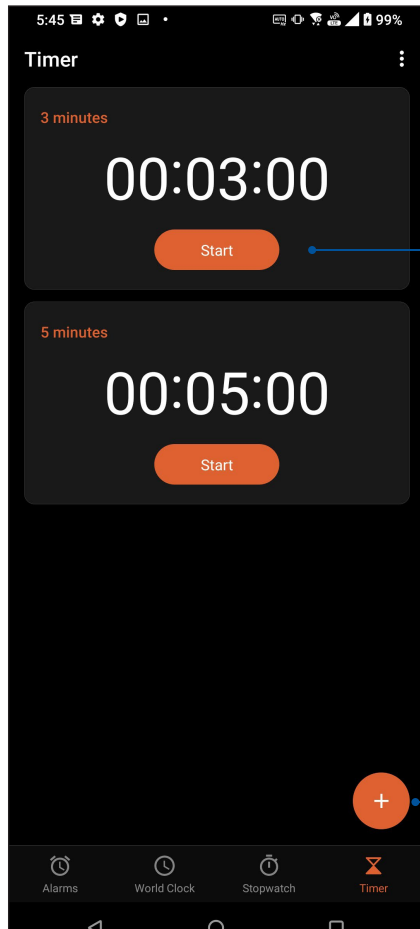 5:45 99%
Timer
3 minutes
00:03:00
Start
5 minutes
00:05:00
Start
+
Alarms World Clock Stopwatch Timer